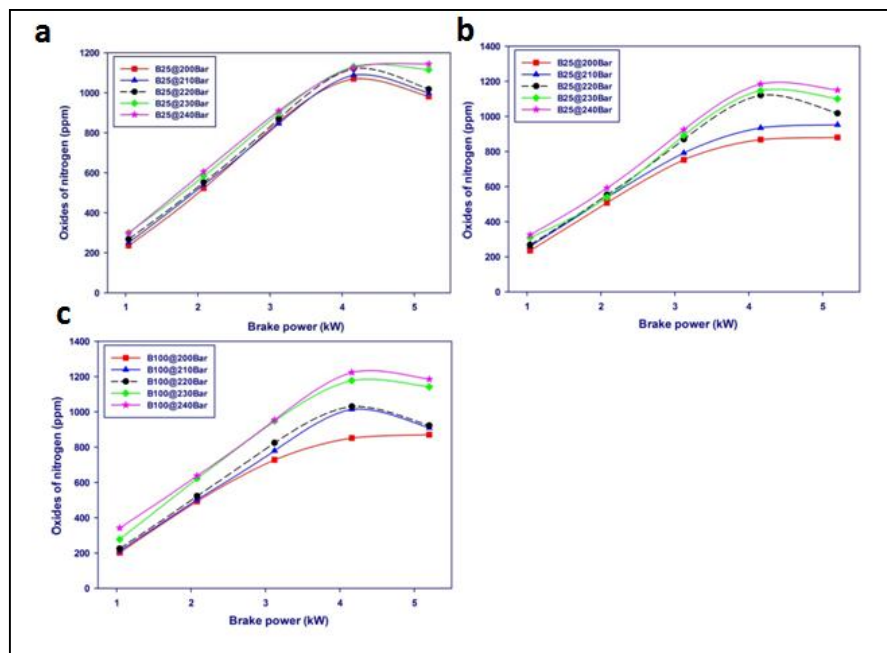 a
1200
1000
800
600
400
200
0
Oxides of nitrogen (ppm)
B25@200Bar
B25@210Bar
B25@220Bar
B25@230Bar
B25@240Bar
1 2 3 4 5
Brake power (kW)
b
1400
1200
1000
800
600
400
200
0
Oxides of nitrogen (ppm)
B25@200Bar
B25@210Bar
B25@220Bar
B25@230Bar
B25@240Bar
1 2 3 4 5
Brake power (kW)
c
1400
1200
1000
800
600
400
200
0
Oxides of nitrogen (ppm)
B100@200Bar
B100@210Bar
B100@220Bar
B100@230Bar
B100@240Bar
1 2 3 4 5
Brake power (kW)